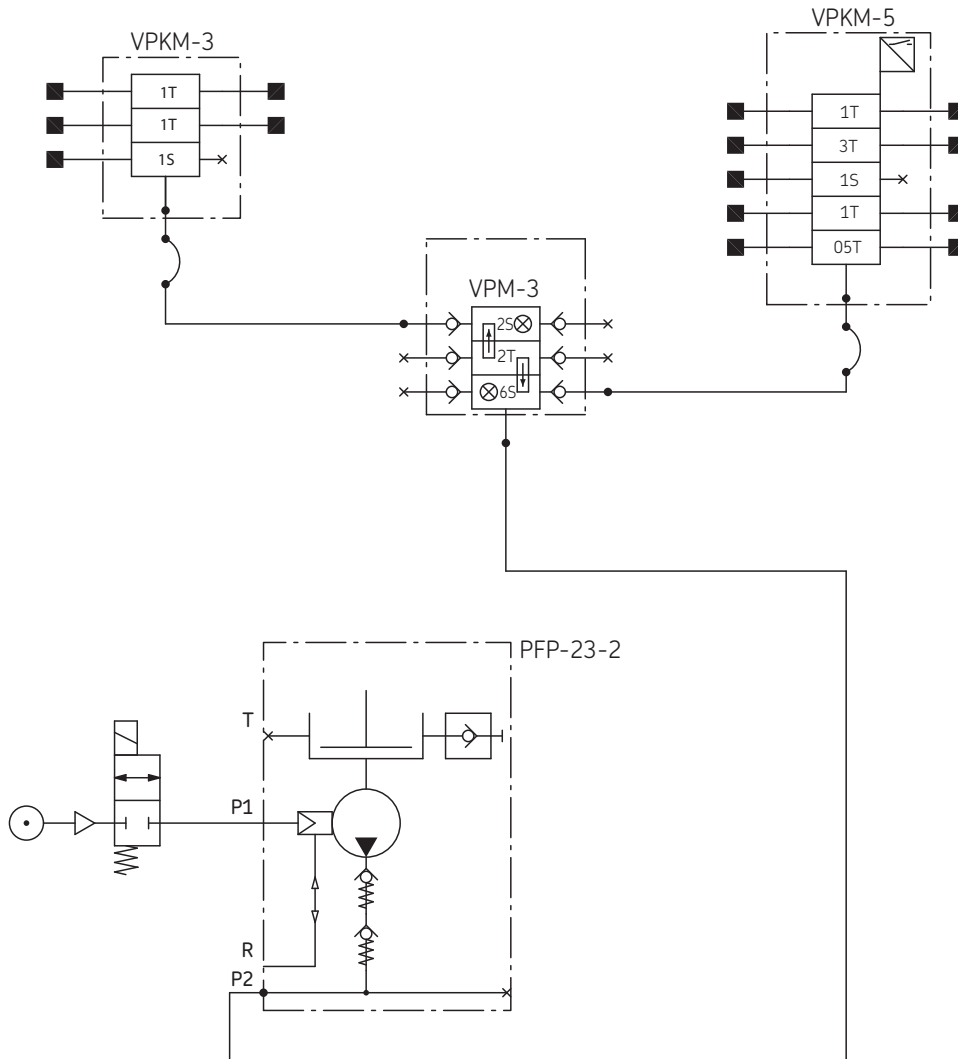 VPKM-3
1T
1T
1S
VPKM-5
1T
3T
1S
1T
05T
VPM-3
2S
2T
6S
PFP-23-2
T
P1
R
P2